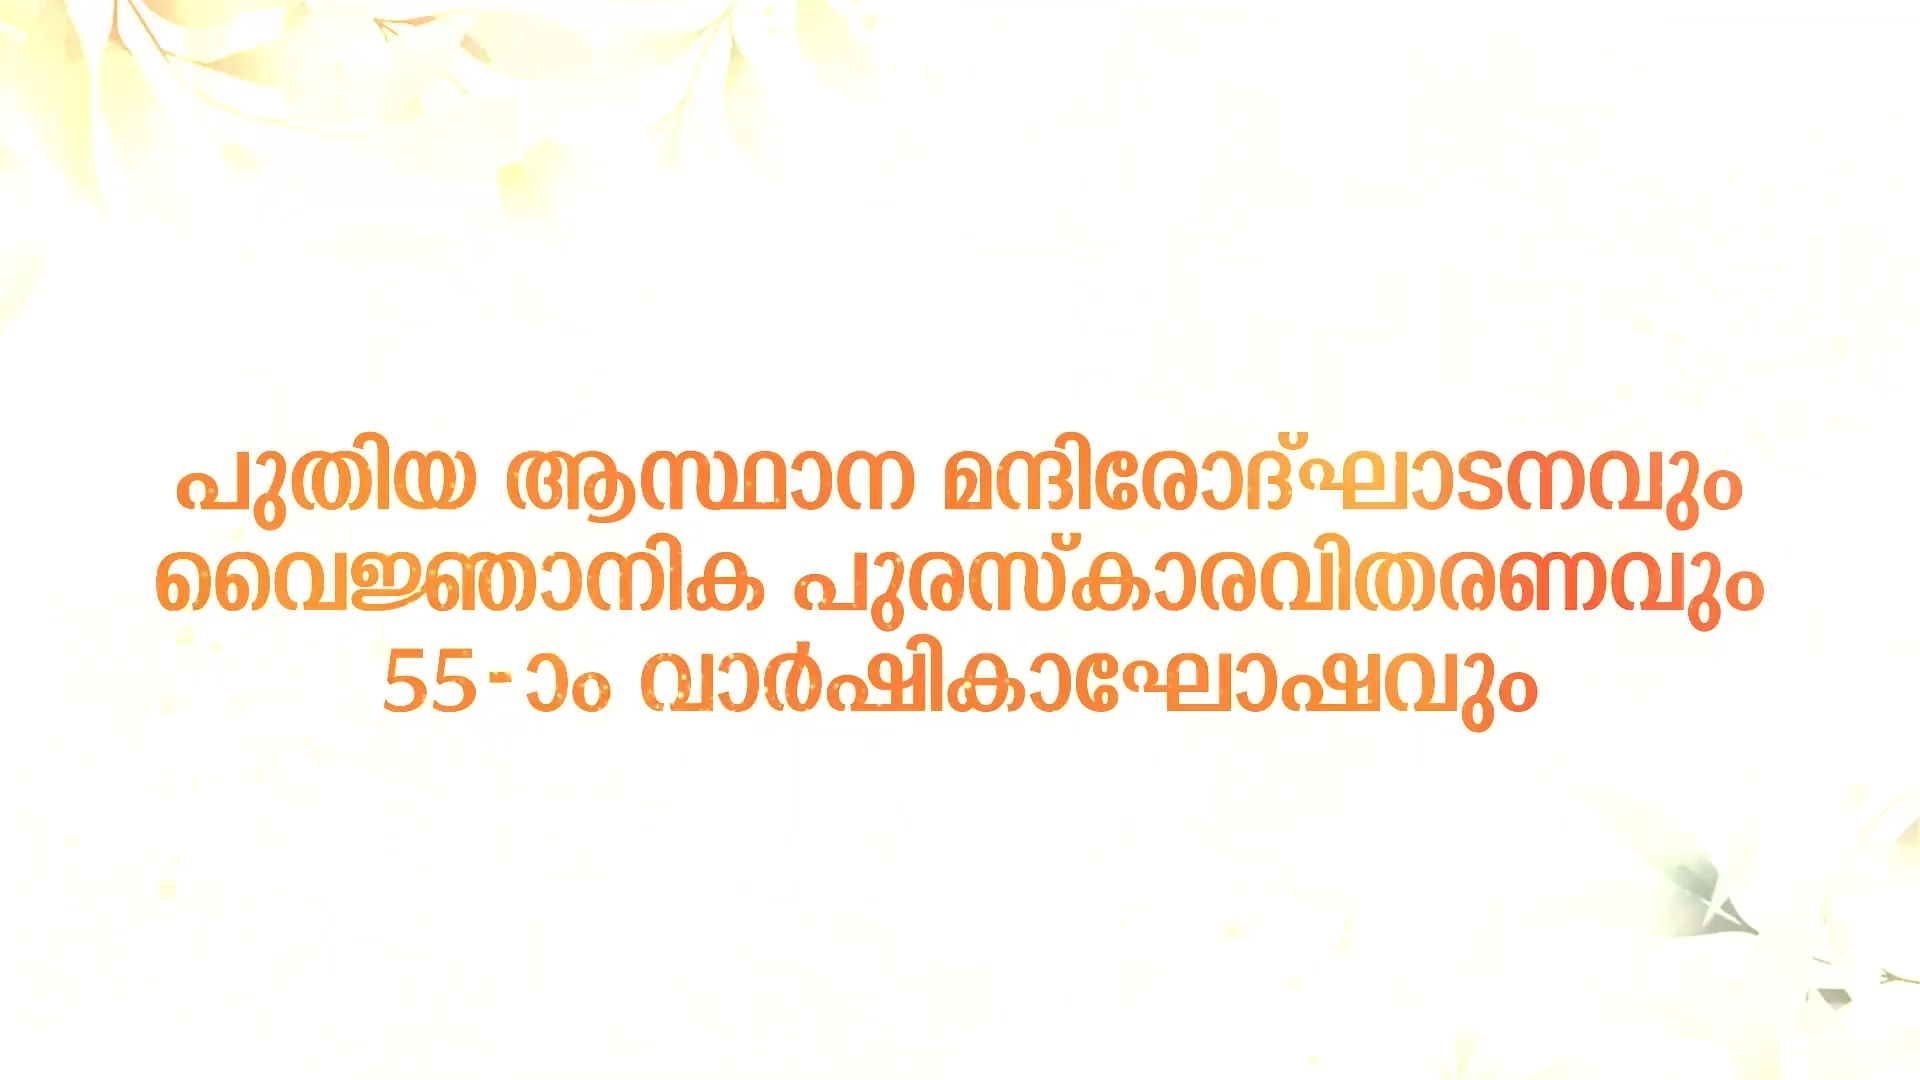 പുതിയ ആസ്ഥാന മന്ദിരോദ്ഘാടനവും
വൈജ്ഞാനിക പുരസ്കാരവിതരണവും
55-ാം വാർഷികാഘോഷവും